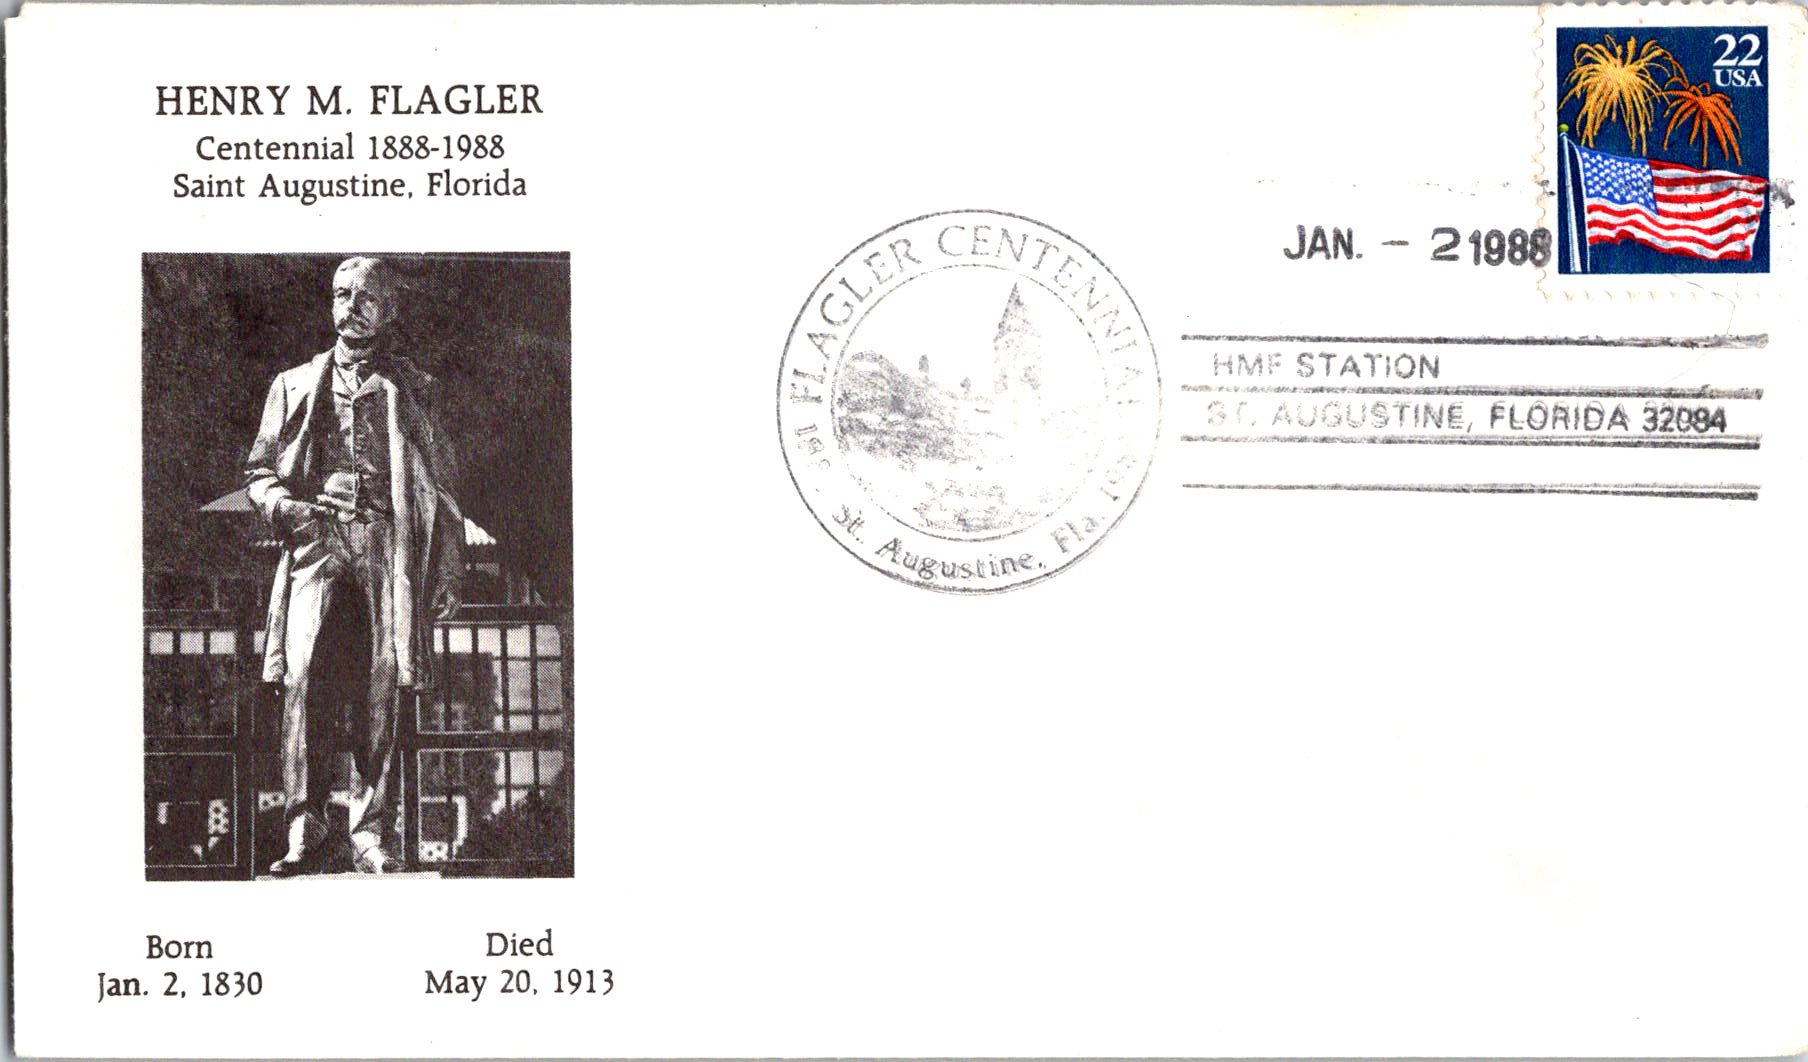 HENRY M. FLAGLER
Centennial 1888-1988
Saint Augustine, Florida
Born
Jan. 2, 1830
Died
May 20, 1913
FLAGLER CENTENNIAL
St. Augustine, Fla.
22
USA
JAN. - 2 1988
HMF STATION
ST. AUGUSTINE, FLORIDA 32084